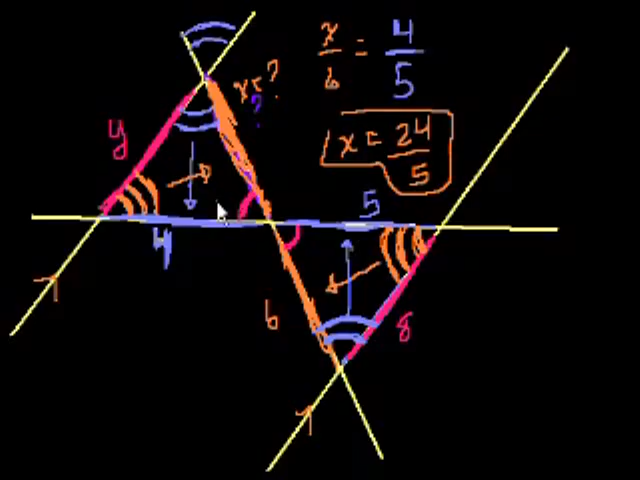 x/6 = 4/5
x = 24/5
x = ?
?
y
4
5
6
8